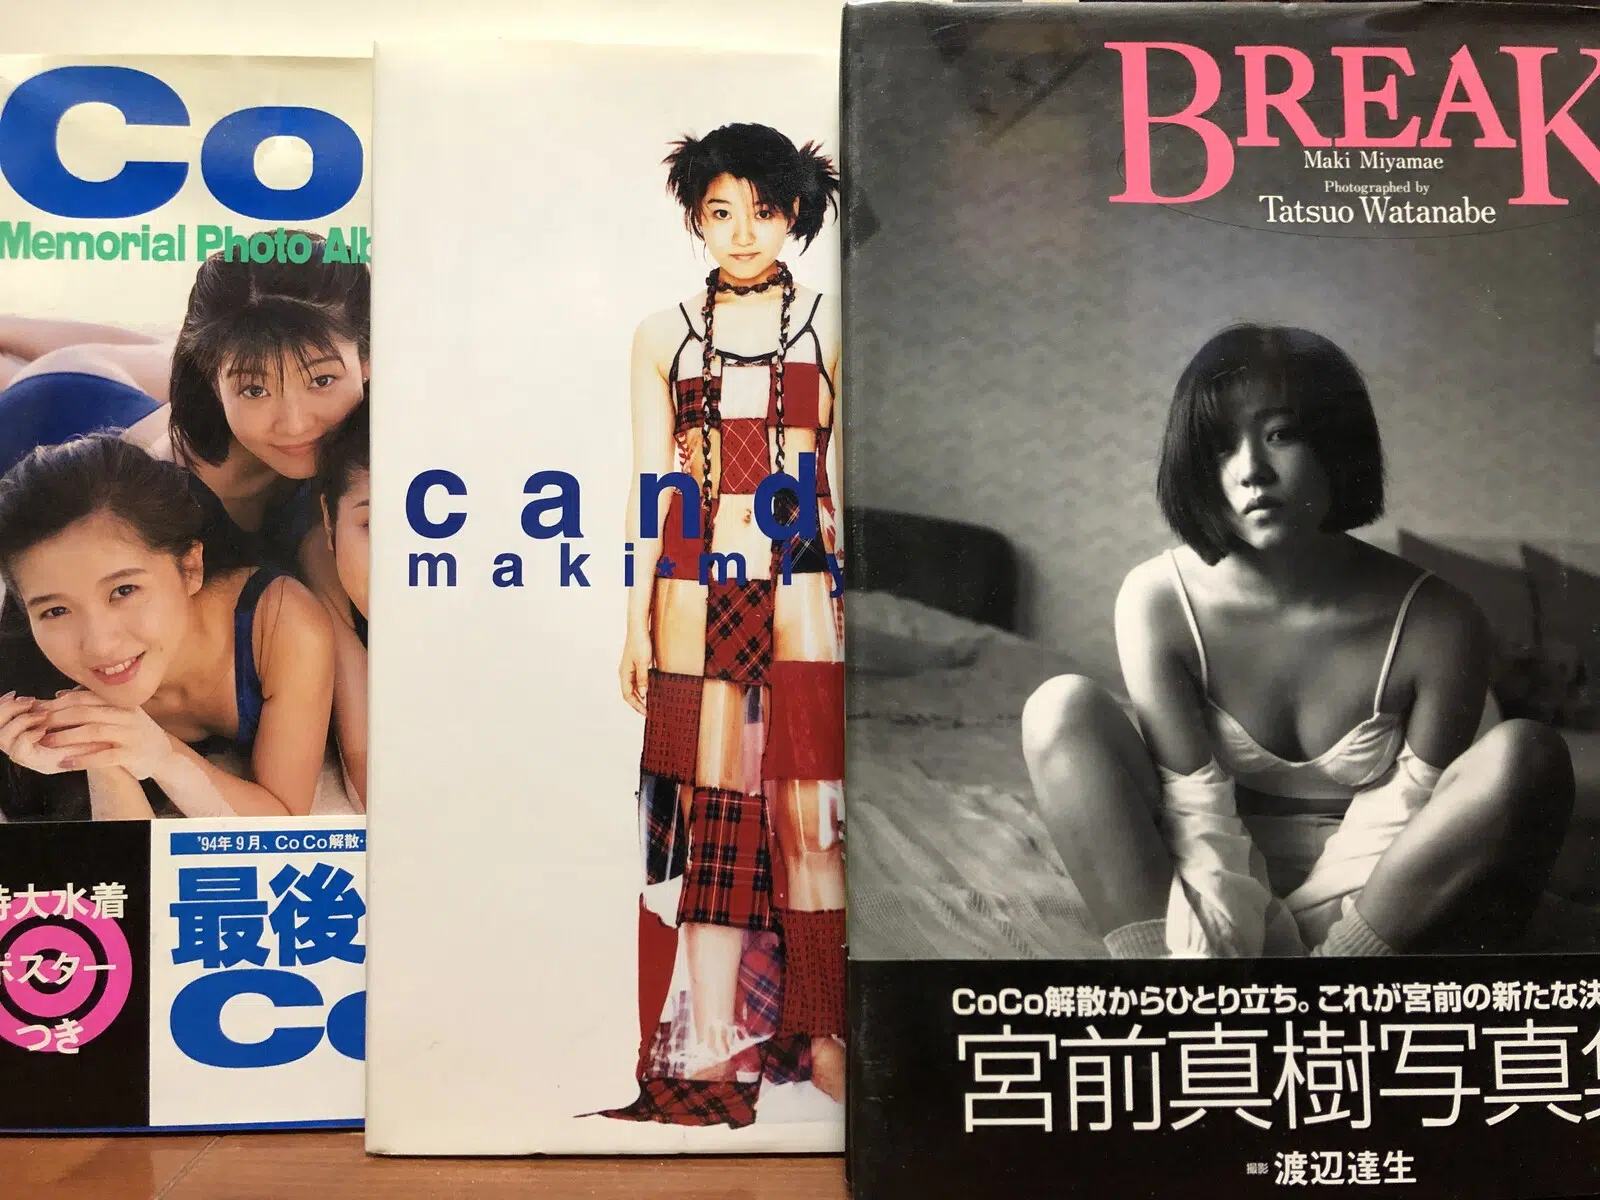 Co
Memorial Photo Alb
'94年9月、CoCo解散・
特大水着
ポスター
つき
最後
Co
cand
maki★miy
BREAK
Maki Miyamae
Photographed by
Tatsuo Watanabe
CoCo解散からひとり立ち。これが宮前の新たな決
宮前真樹写真集
撮影 渡辺達生